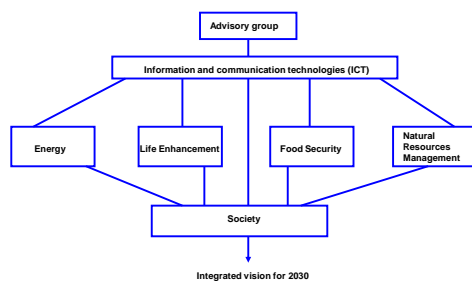 Advisory group
Information and communication technologies (ICT)
Energy
Life Enhancement
Food Security
Natural
Resources
Management
Society
Integrated vision for 2030